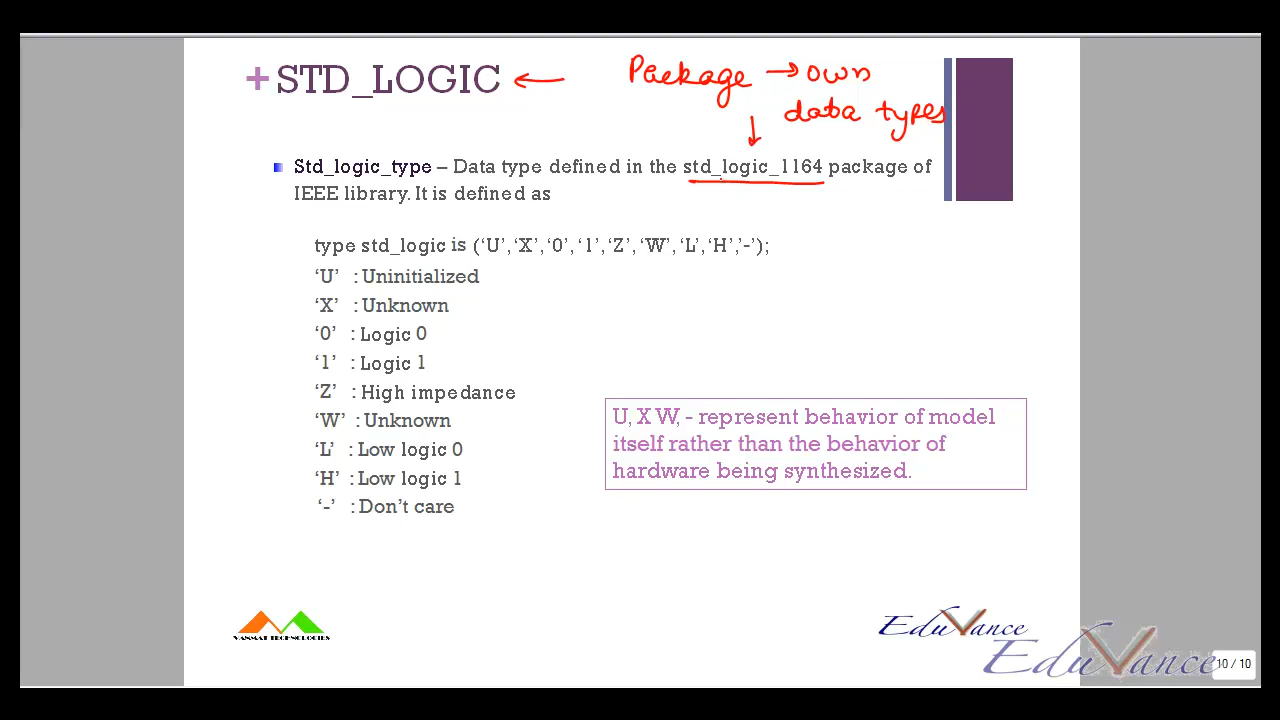 + STD_LOGIC ←
Package → own
data types
Std_logic_type – Data type defined in the std_logic_1164 package of
IEEE library. It is defined as
type std_logic is (‘U’,‘X’,‘0’,‘1’,‘Z’,‘W’,‘L’,‘H’,‘-’);
‘U’ : Uninitialized
‘X’ : Unknown
‘0’ : Logic 0
‘1’ : Logic 1
‘Z’ : High impedance
‘W’ : Unknown
‘L’ : Low logic 0
‘H’ : Low logic 1
‘-’ : Don’t care
U, X W, - represent behavior of model
itself rather than the behavior of
hardware being synthesized.
VANMAT TECHNOLOGIES
EduVance
EduVance
10 / 10